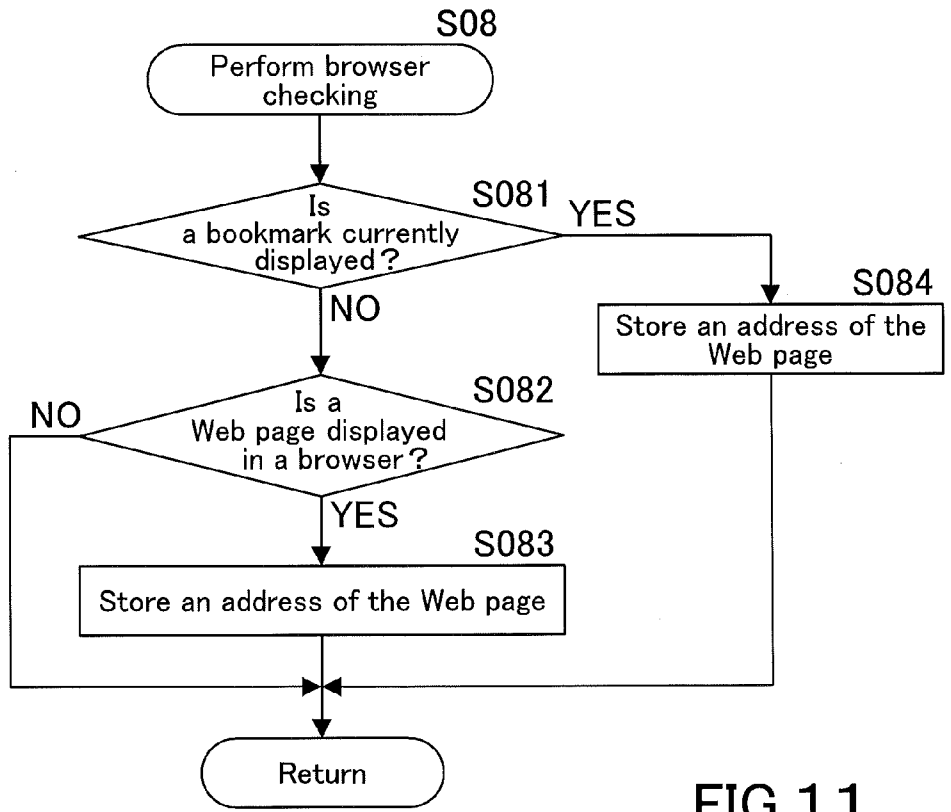 S08
Perform browser
checking
S081
Is
a bookmark currently
displayed?
YES
NO
S084
Store an address of the
Web page
S082
Is a
Web page displayed
in a browser?
NO
YES
S083
Store an address of the Web page
Return
FIG.11